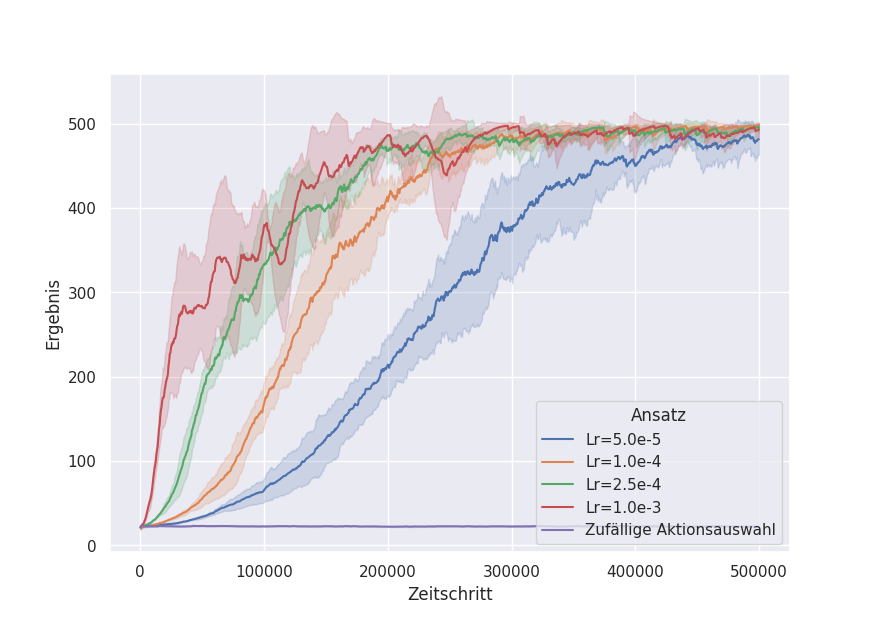 500
400
300
200
100
0
Ergebnis
0 100000 200000 300000 400000 500000
Zeitschritt
Ansatz
Lr=5.0e-5
Lr=1.0e-4
Lr=2.5e-4
Lr=1.0e-3
Zufällige Aktionsauswahl